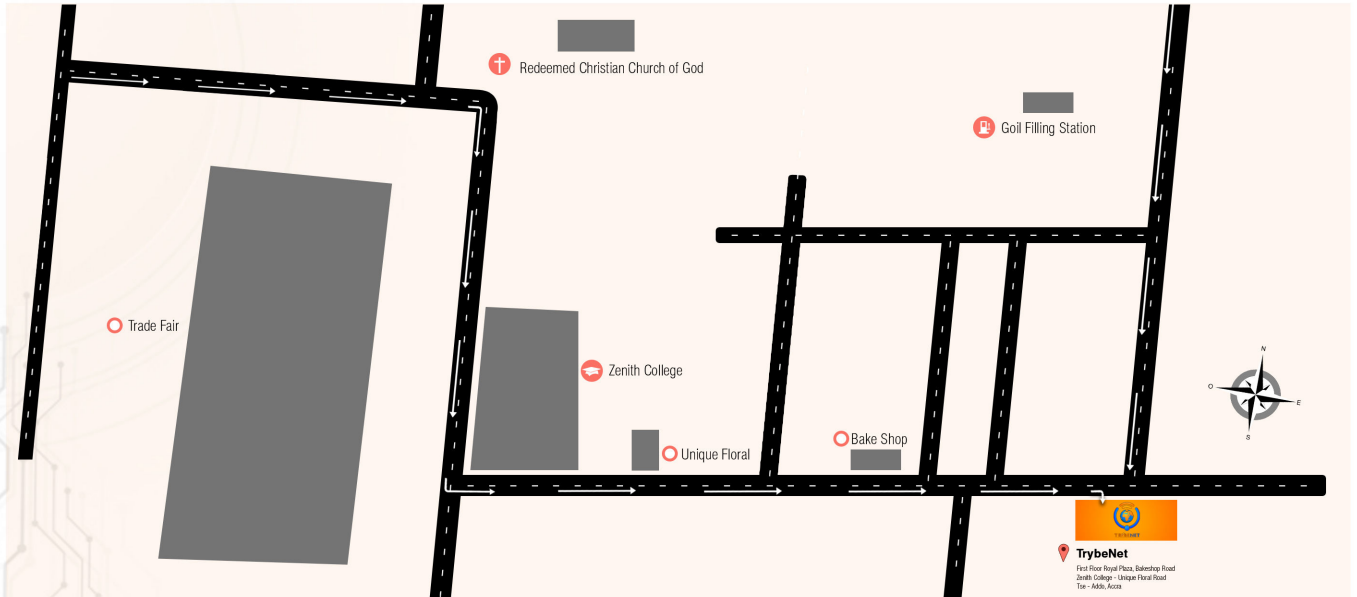 Redeemed Christian Church of God
Goil Filling Station
Trade Fair
Zenith College
Unique Floral
Bake Shop
N
O
E
S
TRYBENET
TrybeNet
First Floor Royal Plaza, Bakeshop Road
Zenith College - Unique Floral Road
Tse - Addo, Accra